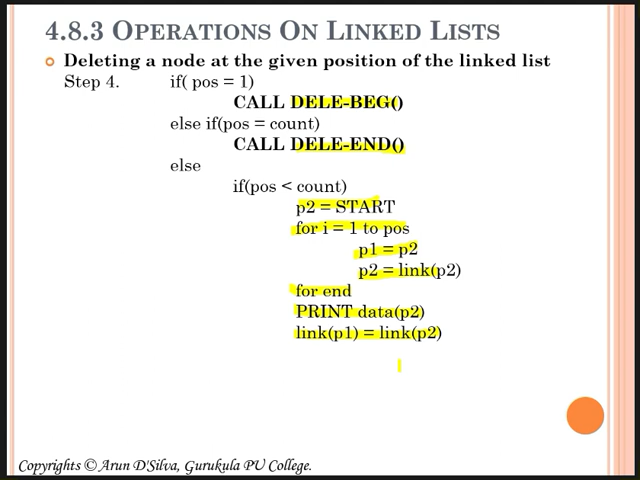 4.8.3 OPERATIONS ON LINKED LISTS
Deleting a node at the given position of the linked list
Step 4. if( pos = 1)
CALL DELE-BEG()
else if(pos = count)
CALL DELE-END()
else
if(pos < count)
p2 = START
for i = 1 to pos
p1 = p2
p2 = link(p2)
for end
PRINT data(p2)
link(p1) = link(p2)
Copyrights © Arun D'Silva, Gurukula PU College.